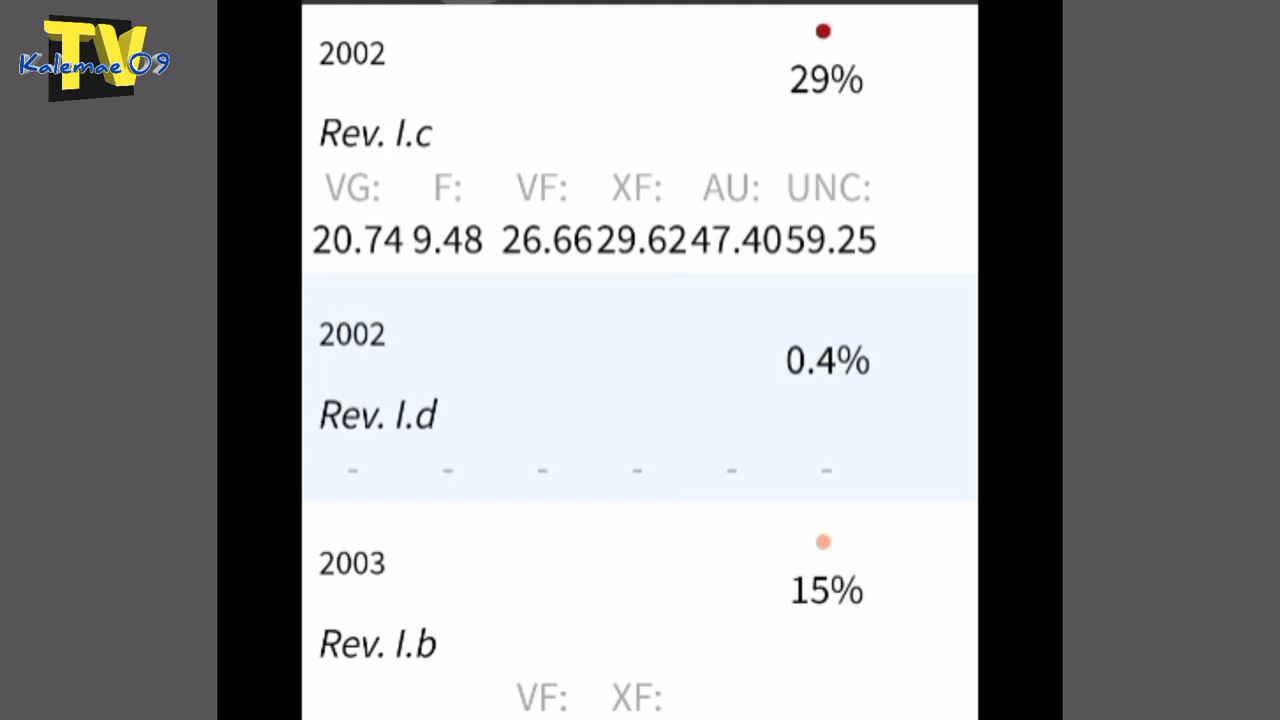 TV
Kalemae 09
2002
29%
Rev. I.c
VG: F: VF: XF: AU: UNC:
20.74 9.48 26.66 29.62 47.40 59.25
2002
0.4%
Rev. I.d
- - - - - -
2003
15%
Rev. I.b
VF: XF: